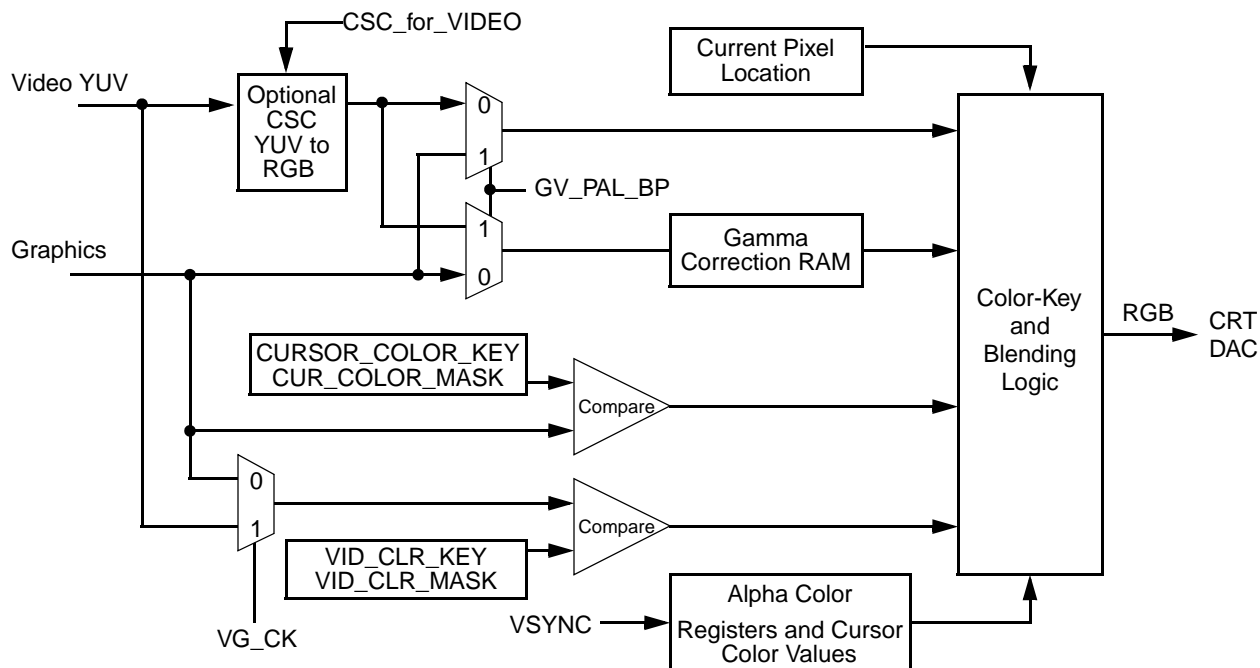 CSC_for_VIDEO
Video YUV
Optional
CSC
YUV to
RGB
0
1
GV_PAL_BP
1
0
Graphics
Current Pixel
Location
Gamma
Correction RAM
Color-Key
and
Blending
Logic
RGB
CRT
DAC
CURSOR_COLOR_KEY
CUR_COLOR_MASK
Compare
0
1
VG_CK
Compare
VID_CLR_KEY
VID_CLR_MASK
VSYNC
Alpha Color
Registers and Cursor
Color Values